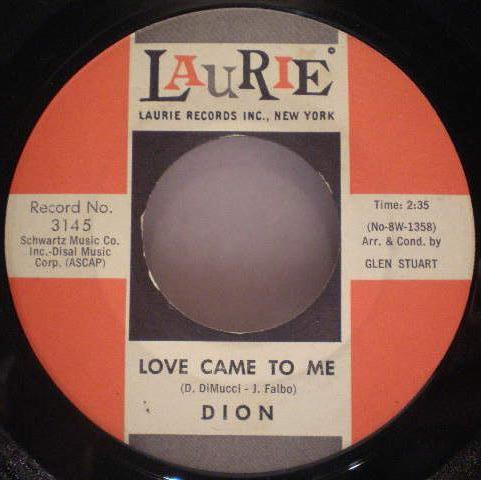 LAURIE®
LAURIE RECORDS INC., NEW YORK
Record No.
3145
Schwartz Music Co.
Inc.-Disal Music
Corp. (ASCAP)
Time: 2:35
(No-8W-1358)
Arr. & Cond. by
GLEN STUART
LOVE CAME TO ME
(D. DiMucci - J. Falbo)
DION